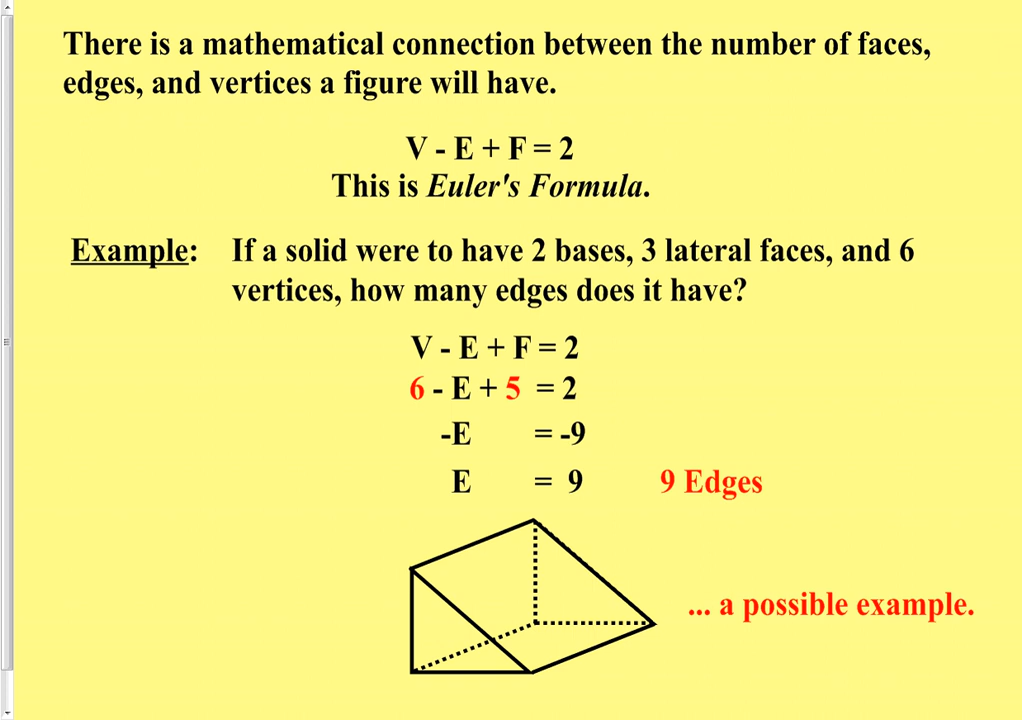 There is a mathematical connection between the number of faces,
edges, and vertices a figure will have.
V - E + F = 2
This is Euler's Formula.
Example: If a solid were to have 2 bases, 3 lateral faces, and 6
vertices, how many edges does it have?
V - E + F = 2
6 - E + 5 = 2
-E = -9
E = 9 9 Edges
... a possible example.